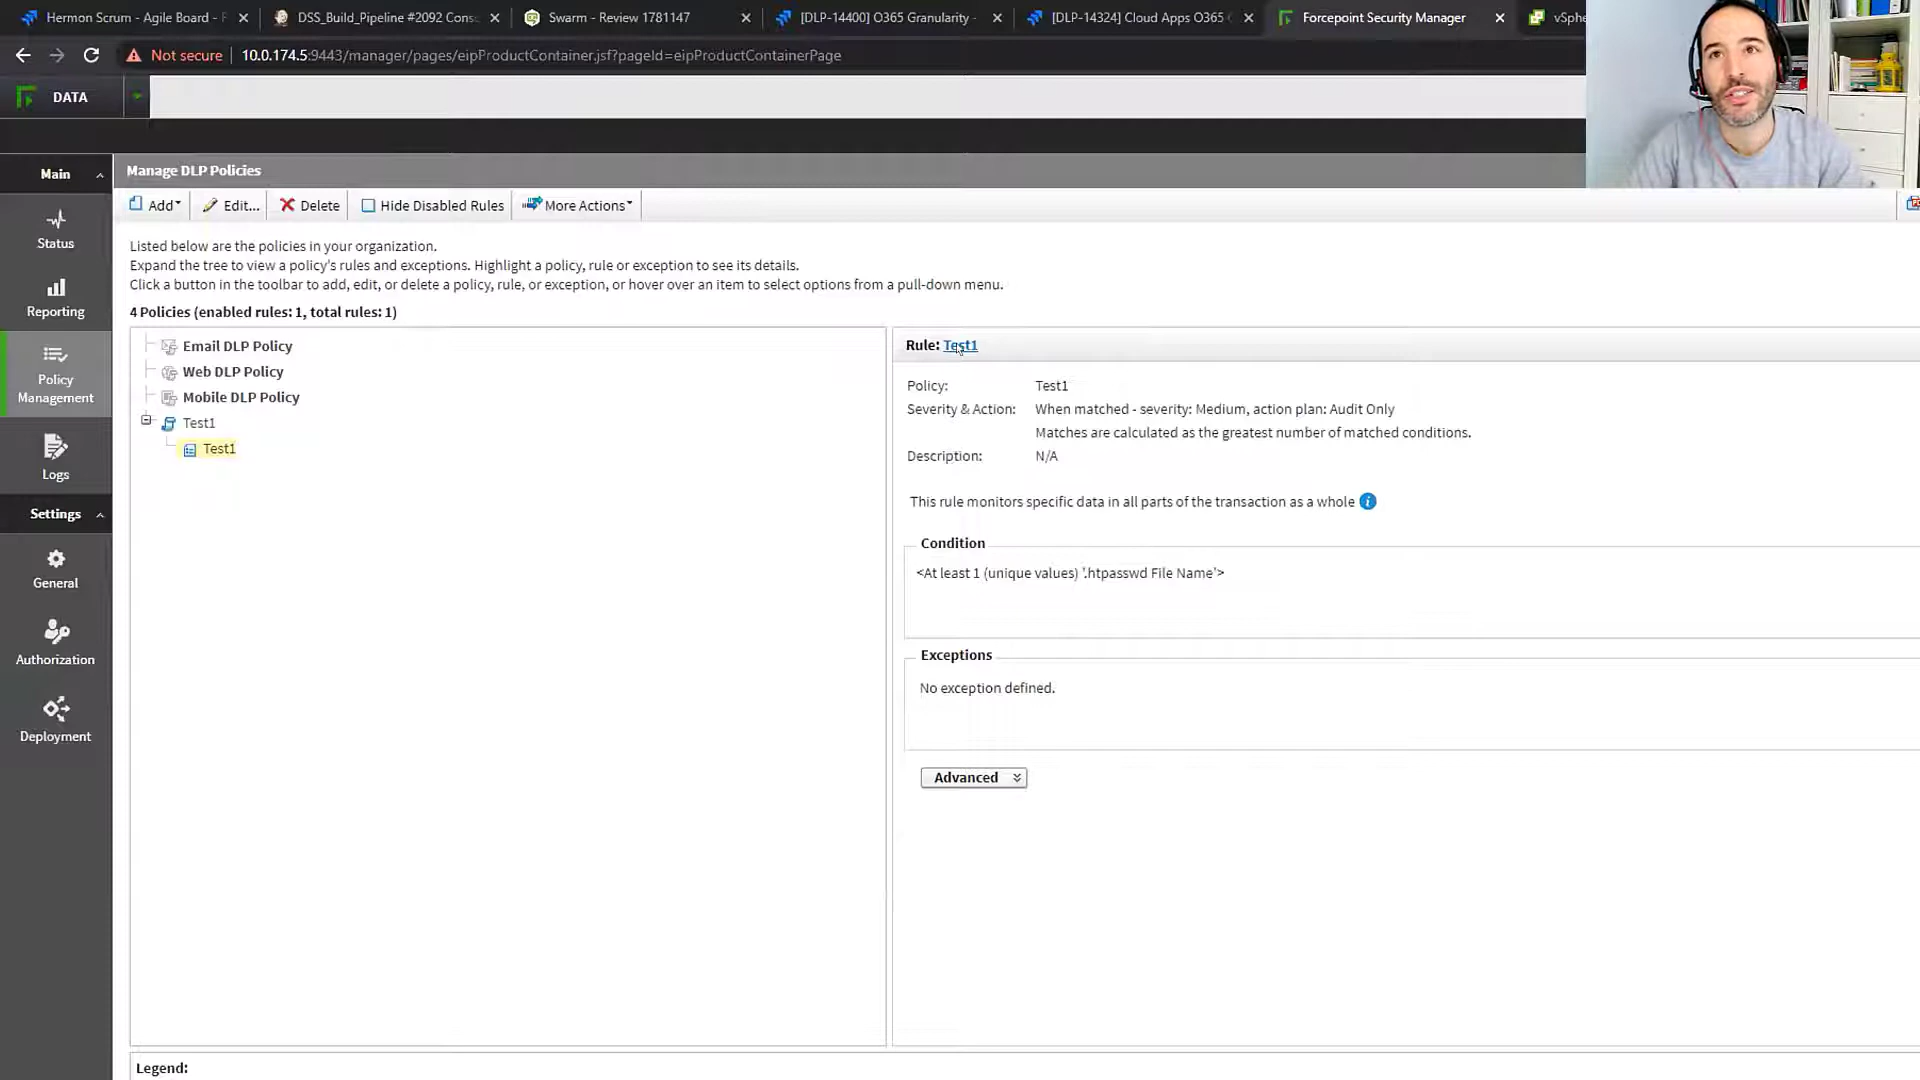 Hermon Scrum - Agile Board -
DSS_Build_Pipeline #2092 Cons
Swarm - Review 1781147
[DLP-14400] O365 Granularity -
[DLP-14324] Cloud Apps O365
Forcepoint Security Manager
vSphe
Not secure
10.0.174.5:9443/manager/pages/eipProductContainer.jsf?pageId=eipProductContainerPage
DATA
Main
Manage DLP Policies
Add
Edit...
Delete
Hide Disabled Rules
More Actions
Status
Listed below are the policies in your organization.
Expand the tree to view a policy's rules and exceptions. Highlight a policy, rule or exception to see its details.
Click a button in the toolbar to add, edit, or delete a policy, rule, or exception, or hover over an item to select options from a pull-down menu.
Reporting
4 Policies (enabled rules: 1, total rules: 1)
Email DLP Policy
Web DLP Policy
Mobile DLP Policy
Test1
Test1
Policy
Management
Logs
Settings
General
Authorization
Deployment
Rule: Test1
Policy: Test1
Severity & Action: When matched - severity: Medium, action plan: Audit Only
Matches are calculated as the greatest number of matched conditions.
Description: N/A
This rule monitors specific data in all parts of the transaction as a whole
Condition
<At least 1 (unique values) '.htpasswd File Name'>
Exceptions
No exception defined.
Advanced
Legend: